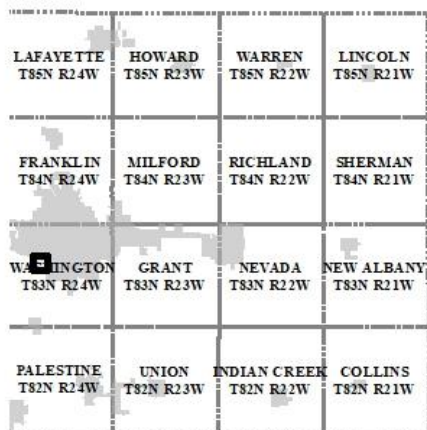 LAFAYETTE HOWARD WARREN LINCOLN
T85N R24W T85N R23W T85N R22W T85N R21W
FRANKLIN MILFORD RICHLAND SHERMAN
T84N R24W T84N R23W T84N R22W T84N R21W
WASHINGTON GRANT NEVADA NEW ALBANY
T83N R24W T83N R23W T83N R22W T83N R21W
PALESTINE UNION INDIAN CREEK COLLINS
T82N R24W T82N R23W T82N R22W T82N R21W